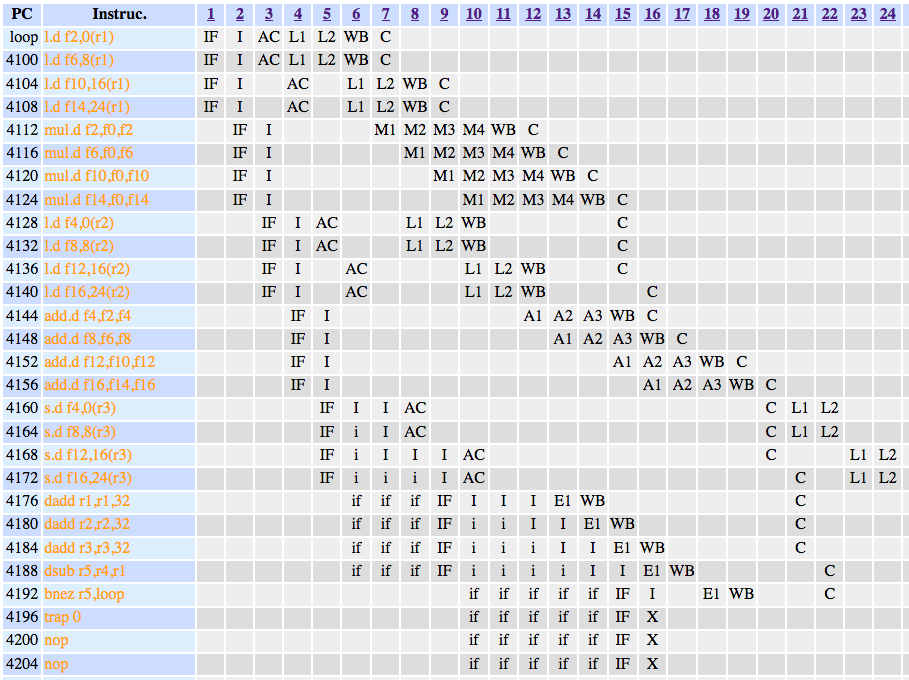 PC Instruc. 1 2 3 4 5 6 7 8 9 10 11 12 13 14 15 16 17 18 19 20 21 22 23 24
loop l.d f2,0(r1) IF I AC L1 L2 WB C
4100 l.d f6,8(r1) IF I AC L1 L2 WB C
4104 l.d f10,16(r1) IF I AC L1 L2 WB C
4108 l.d f14,24(r1) IF I AC L1 L2 WB C
4112 mul.d f2,f0,f2 IF I M1 M2 M3 M4 WB C
4116 mul.d f6,f0,f6 IF I M1 M2 M3 M4 WB C
4120 mul.d f10,f0,f10 IF I M1 M2 M3 M4 WB C
4124 mul.d f14,f0,f14 IF I M1 M2 M3 M4 WB C
4128 l.d f4,0(r2) IF I AC L1 L2 WB C
4132 l.d f8,8(r2) IF I AC L1 L2 WB C
4136 l.d f12,16(r2) IF I AC L1 L2 WB C
4140 l.d f16,24(r2) IF I AC L1 L2 WB C
4144 add.d f4,f2,f4 IF I A1 A2 A3 WB C
4148 add.d f8,f6,f8 IF I A1 A2 A3 WB C
4152 add.d f12,f10,f12 IF I A1 A2 A3 WB C
4156 add.d f16,f14,f16 IF I A1 A2 A3 WB C
4160 s.d f4,0(r3) IF I I AC C L1 L2
4164 s.d f8,8(r3) IF i I AC C L1 L2
4168 s.d f12,16(r3) IF i I I I AC C L1 L2
4172 s.d f16,24(r3) IF i i i I AC C L1 L2
4176 dadd r1,r1,32 if if if IF I I I E1 WB C
4180 dadd r2,r2,32 if if if IF i i I I E1 WB C
4184 dadd r3,r3,32 if if if IF i i i I I E1 WB C
4188 dsub r5,r4,r1 if if if IF i i i i I I E1 WB C
4192 bnez r5,loop if if if if if IF I E1 WB C
4196 trap 0 if if if if if IF X
4200 nop if if if if if IF X
4204 nop if if if if if IF X